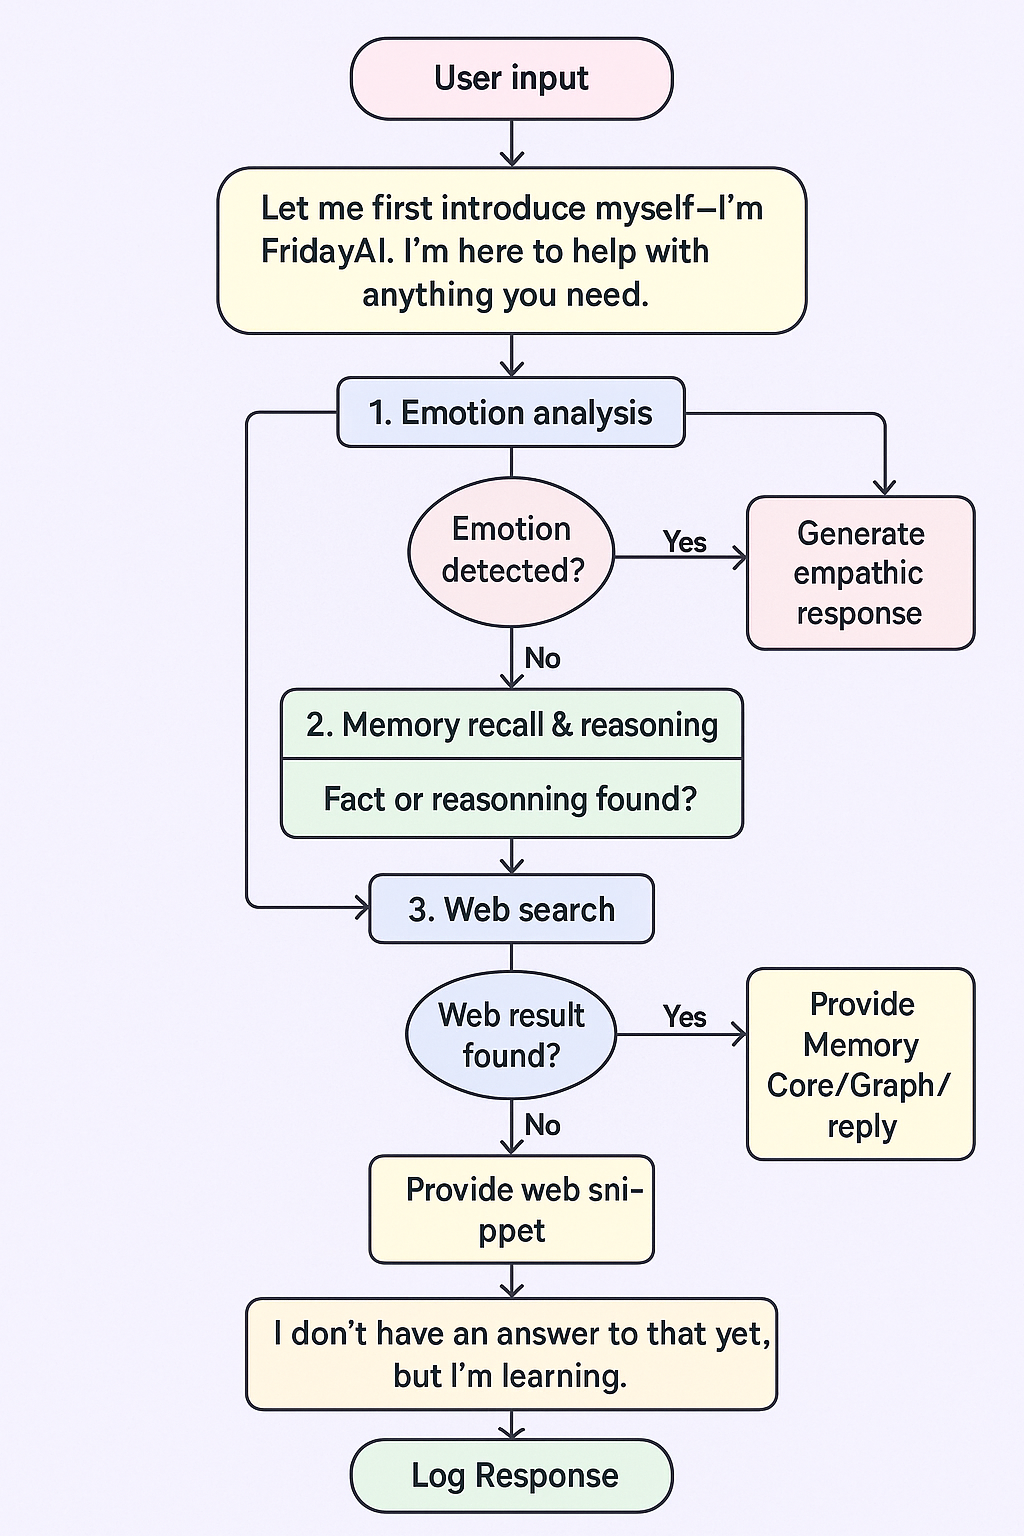 User input
Let me first introduce myself–I’m
FridayAI. I’m here to help with
anything you need.
1. Emotion analysis
Emotion
detected?
Yes
Generate
empathic
response
No
2. Memory recall & reasoning
Fact or reasonning found?
3. Web search
Web result
found?
Yes
Provide
Memory
Core/Graph/
reply
No
Provide web sni-
ppet
I don’t have an answer to that yet,
but I’m learning.
Log Response